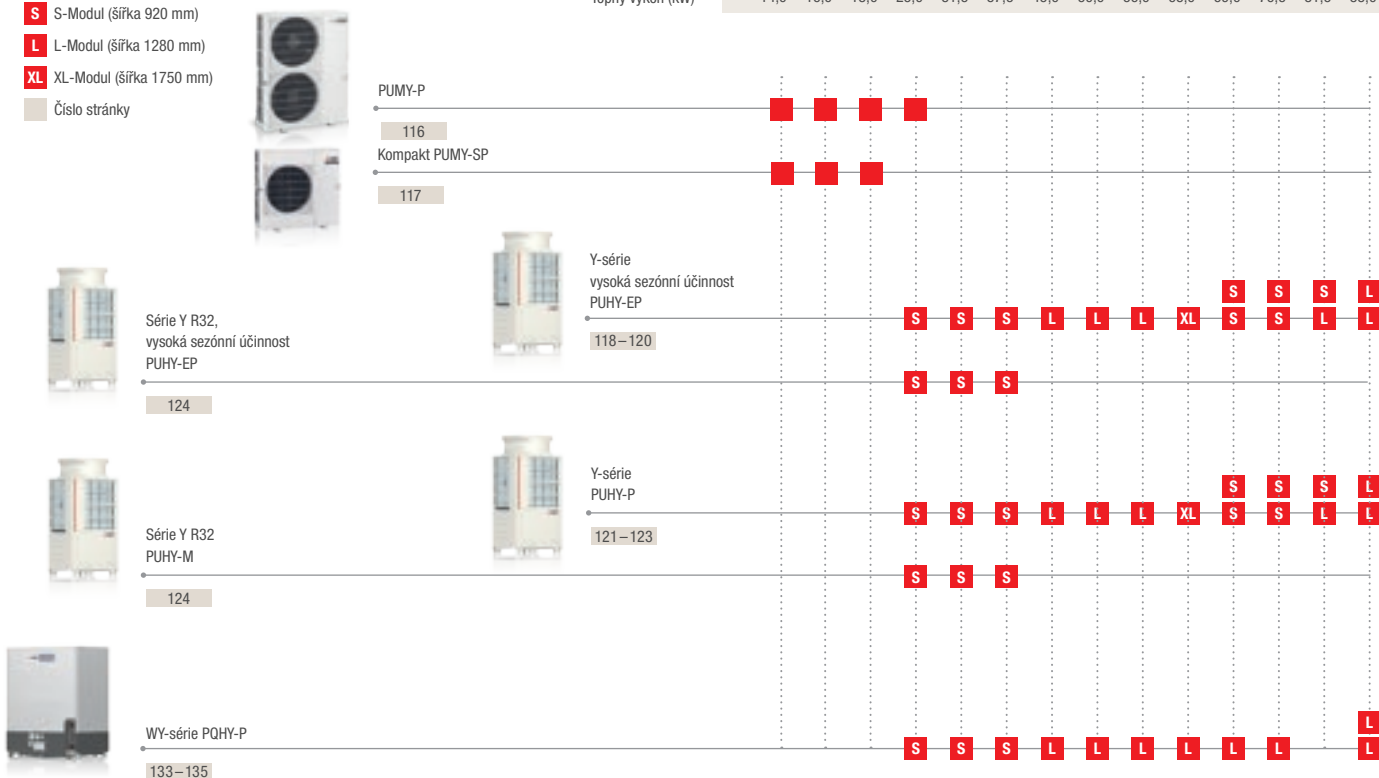 S S-Modul (šířka 920 mm)
L L-Modul (šířka 1280 mm)
XL XL-Modul (šířka 1750 mm)
Číslo stránky
PUMY-P
116
Kompakt PUMY-SP
117
Y-série
vysoká sezónní účinnost
PUHY-EP
118–120
S S S L
S S S L L L XL S S L L
Série Y R32,
vysoká sezónní účinnost
PUHY-EP
124
S S S
Y-série
PUHY-P
121–123
S S S L
S S S L L L XL S S L L
Série Y R32
PUHY-M
124
S S S
WY-série PQHY-P
133–135
L
S S S L L L L L L L